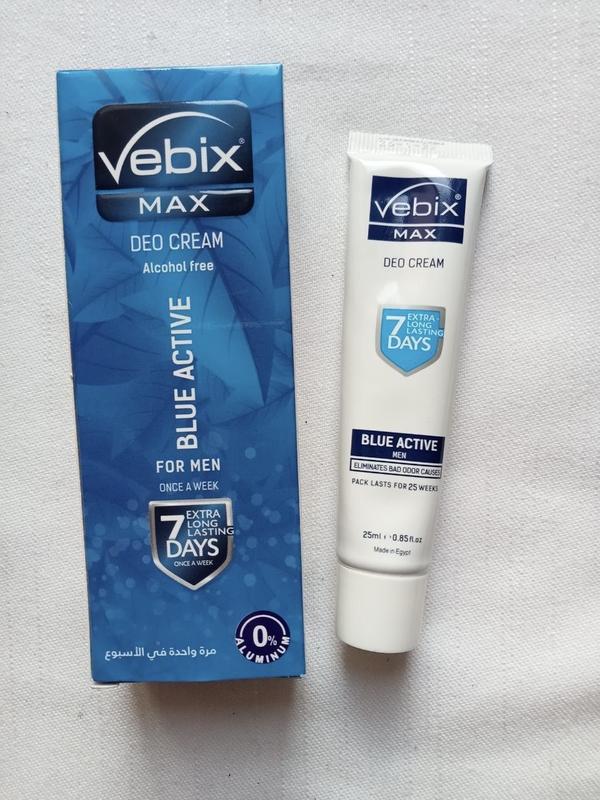 vebix®
MAX
DEO CREAM
Alcohol free
BLUE ACTIVE
FOR MEN
ONCE A WEEK
7 EXTRA
LONG
LASTING
DAYS
ONCE A WEEK
مرة واحدة في الأسبوع
0%
ALUMINUM
vebix®
MAX
DEO CREAM
7 EXTRA-
LONG
LASTING
DAYS
BLUE ACTIVE
MEN
ELIMINATES BAD ODOR CAUSES
PACK LASTS FOR 25 WEEKS
25ml 0.85fl.oz
Made in Egypt